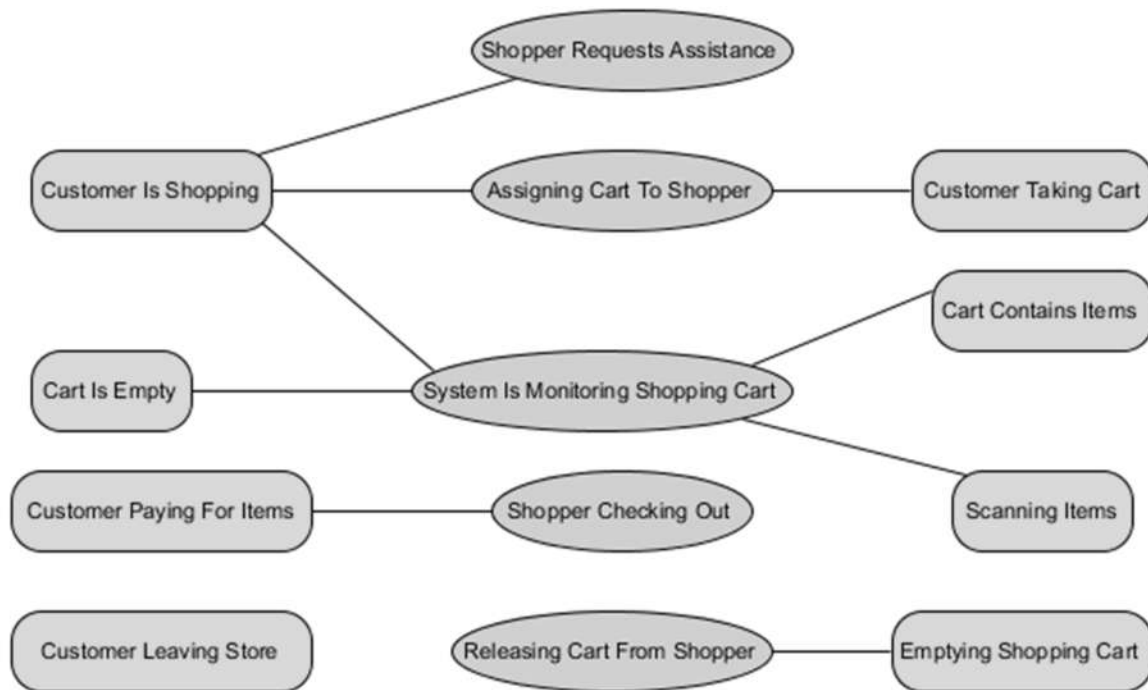 Shopper Requests Assistance
Customer Is Shopping
Assigning Cart To Shopper
Customer Taking Cart
Cart Contains Items
Cart Is Empty
System Is Monitoring Shopping Cart
Customer Paying For Items
Shopper Checking Out
Scanning Items
Customer Leaving Store
Releasing Cart From Shopper
Emptying Shopping Cart